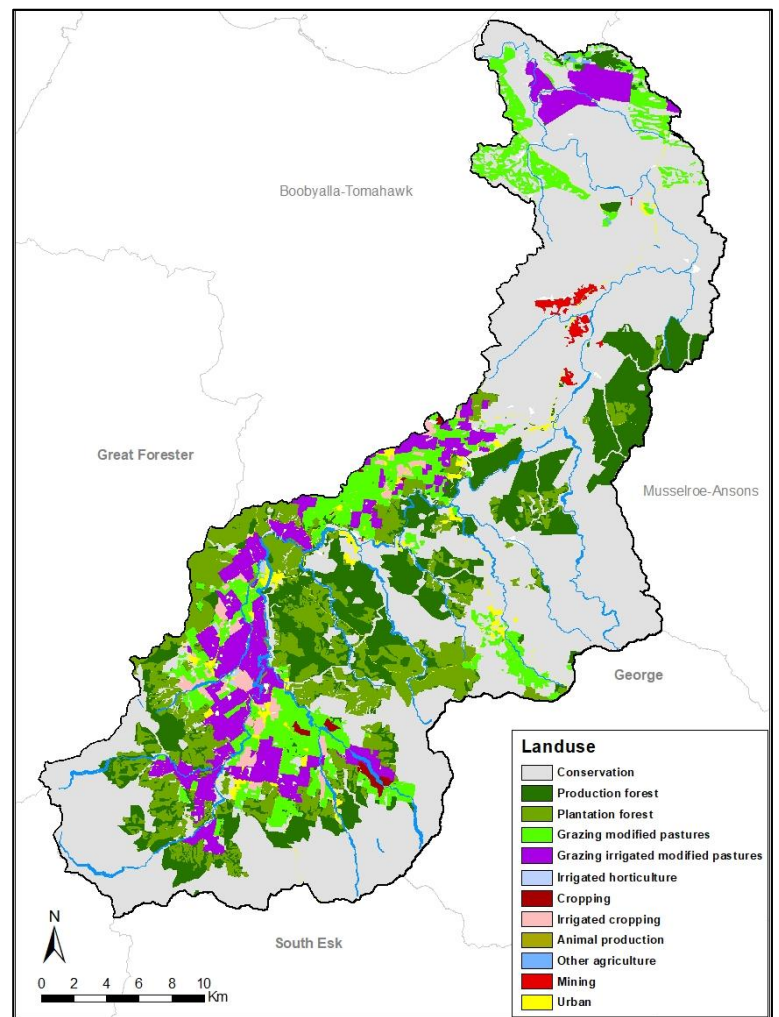 Boobyalla-Tomahawk
Great Forester
Musselroe-Ansons
George
South Esk
N
0 2 4 6 8 10
Km
Landuse
Conservation
Production forest
Plantation forest
Grazing modified pastures
Grazing irrigated modified pastures
Irrigated horticulture
Cropping
Irrigated cropping
Animal production
Other agriculture
Mining
Urban